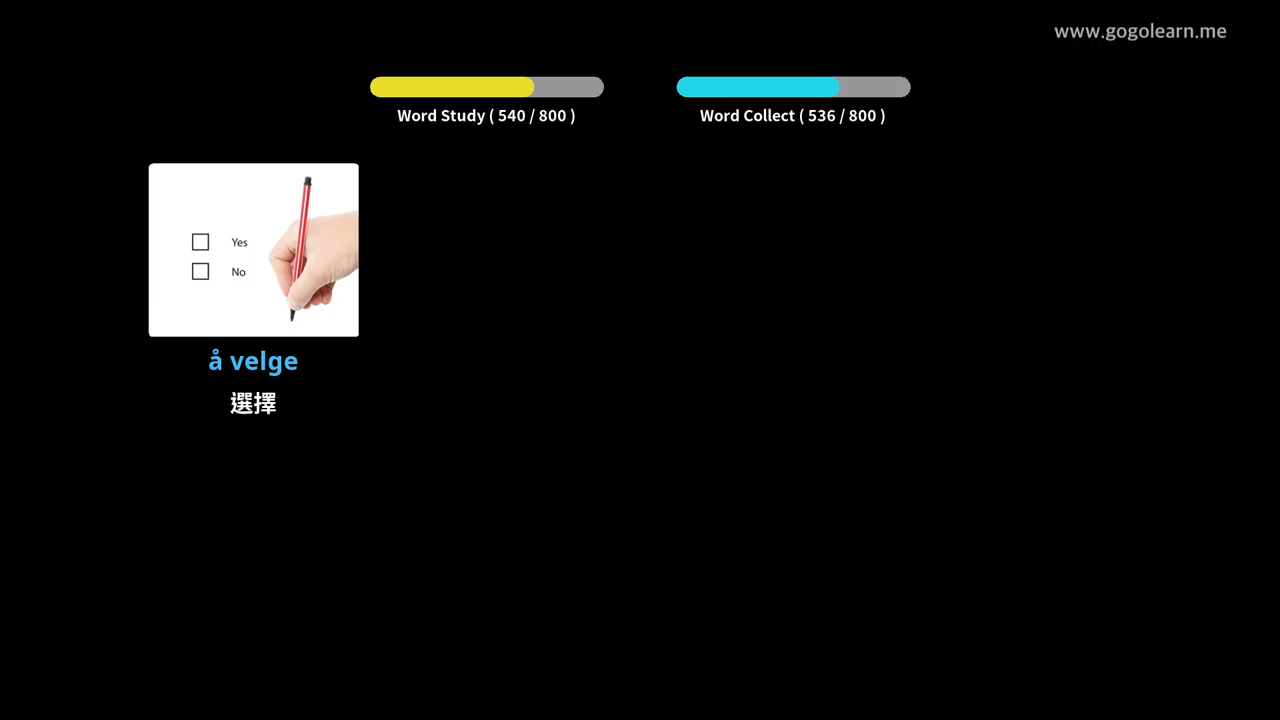 www.gogolearn.me
Word Study ( 540 / 800 )
Word Collect ( 536 / 800 )
Yes
No
å velge
選擇